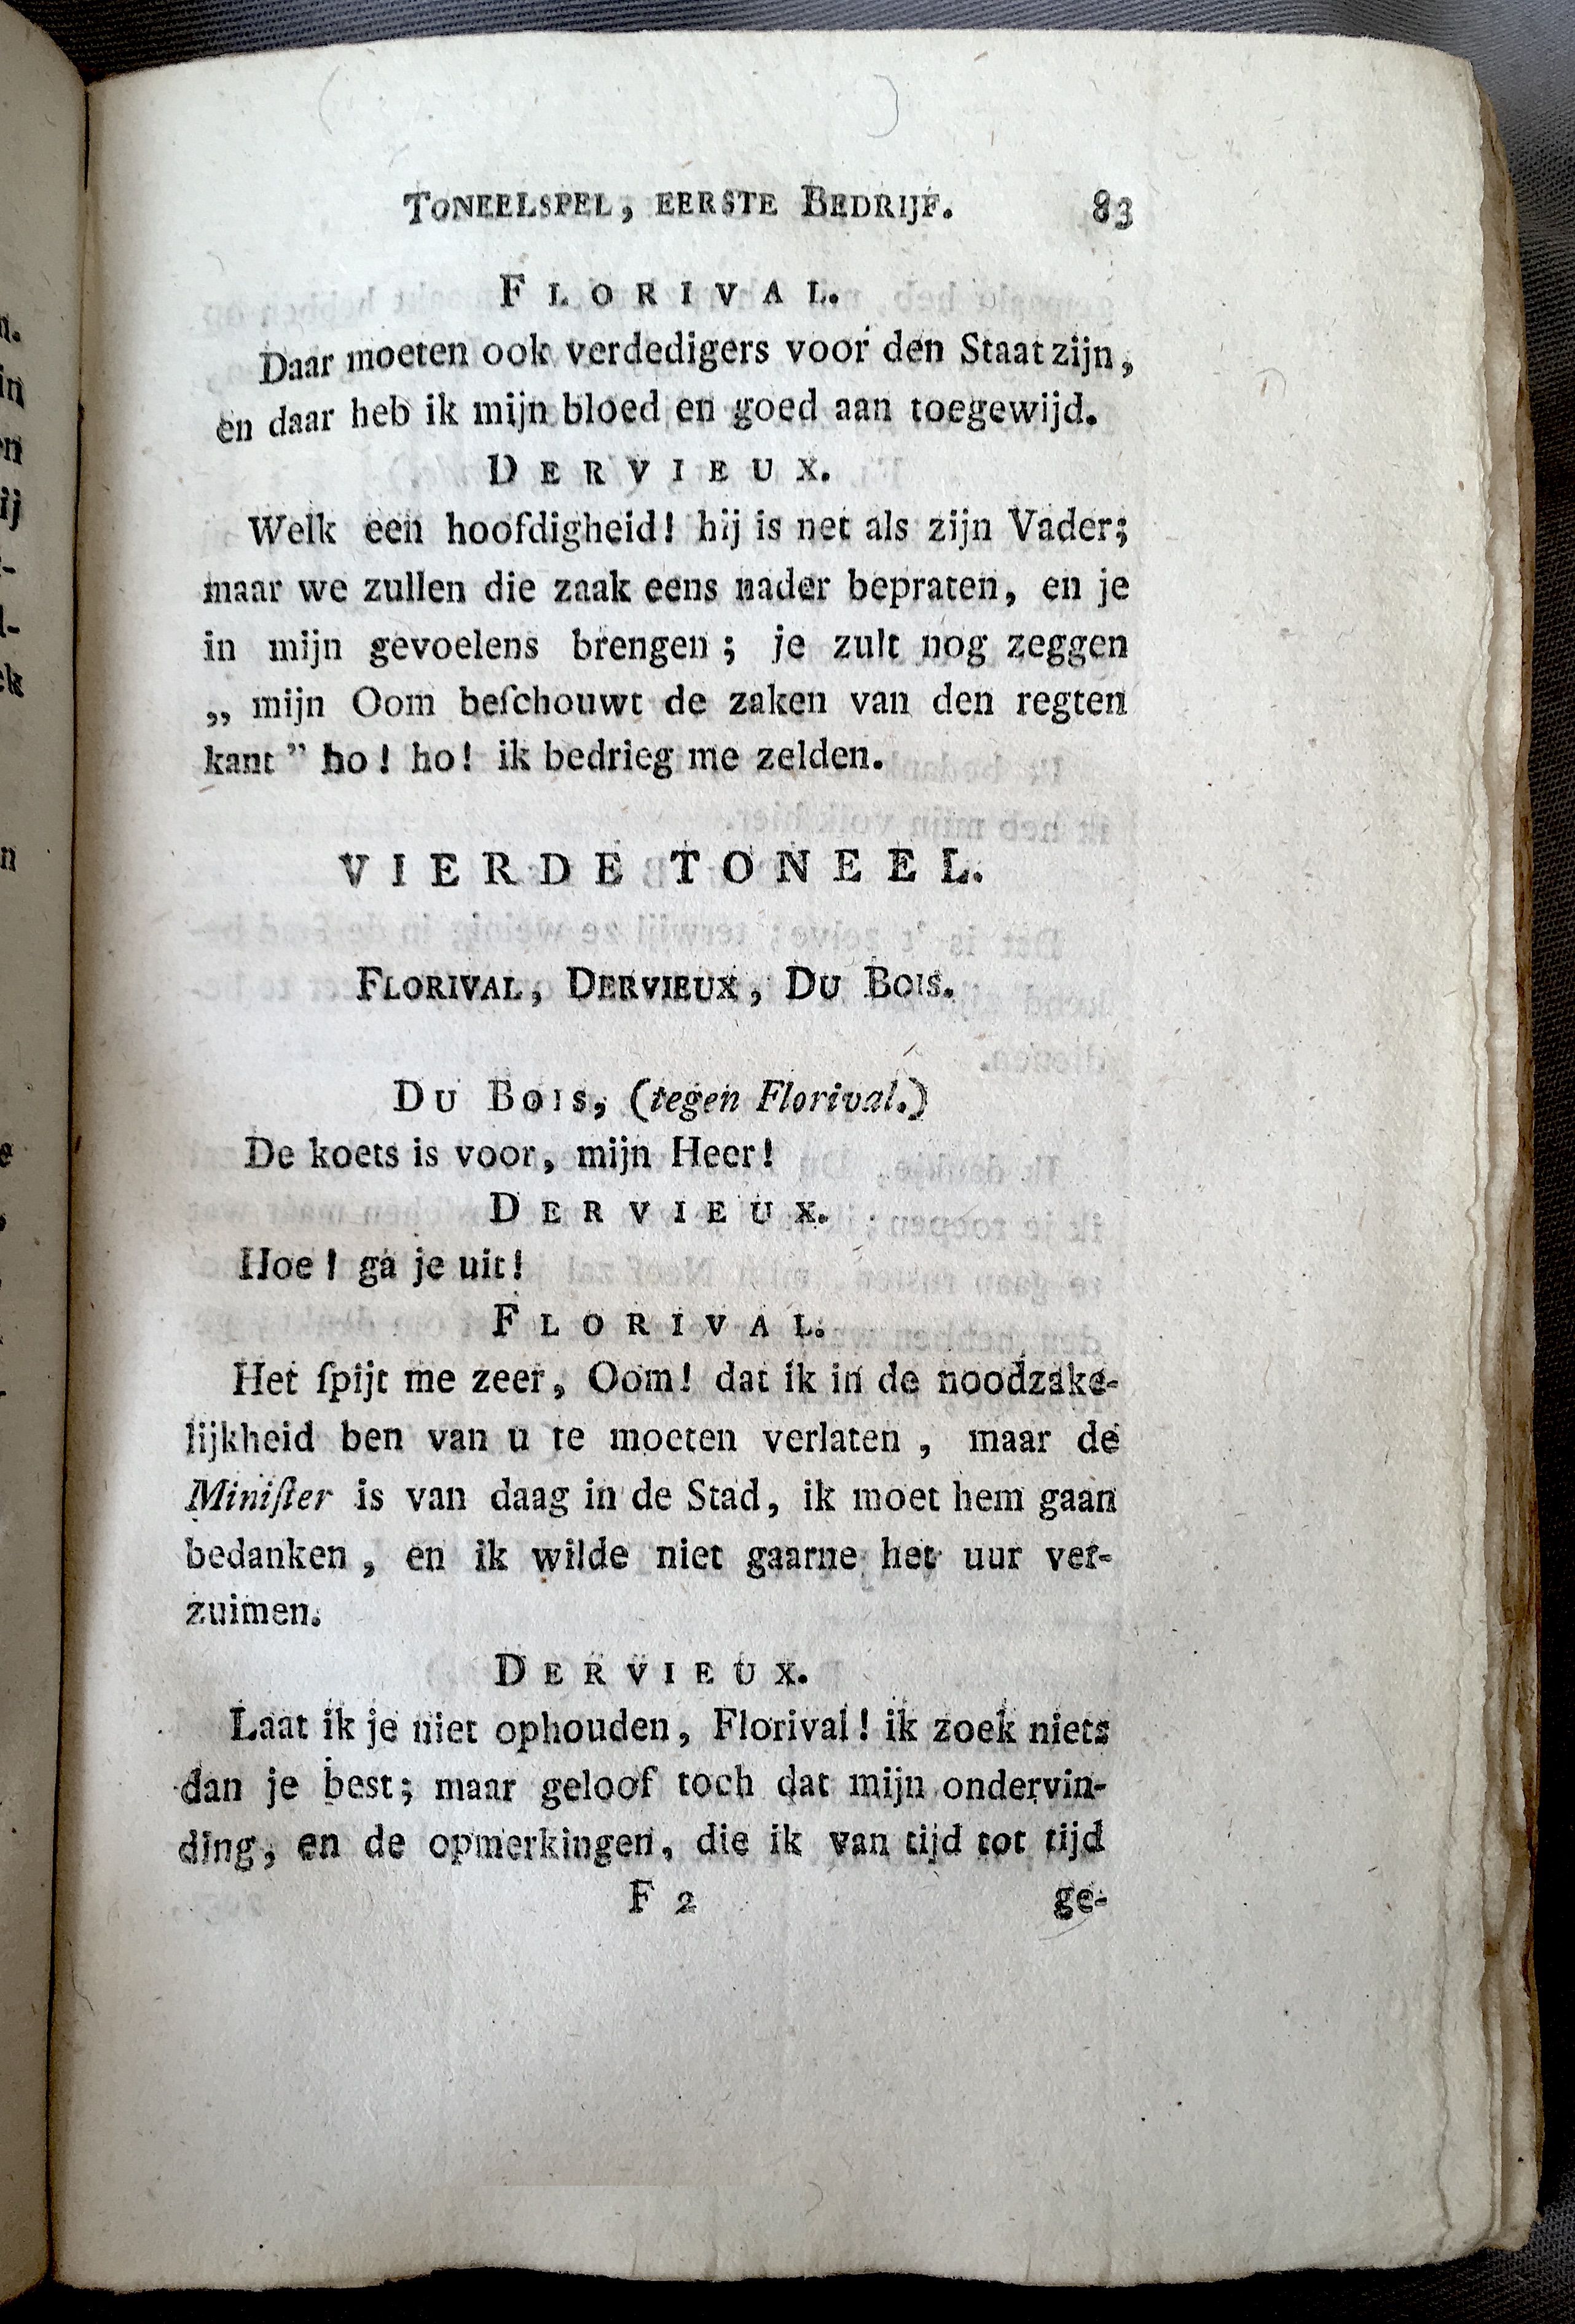 TONEELSPEL, EERSTE BEDRIJF. 83
FLORIVAL.
Daar moeten ook verdedigers voor den Staat zijn,
en daar heb ik mijn bloed en goed aan toegewijd.
DERVIEUX.
Welk een hoofdigheid! hij is net als zijn Vader;
maar we zullen die zaak eens nader bepraten, en je
in mijn gevoelens brengen; je zult nog zeggen
„ mijn Oom beſchouwt de zaken van den regten
kant ” ho! ho! ik bedrieg me zelden.
VIERDE TONEEL.
FLORIVAL, DERVIEUX, DU BOIS.
DU BOIS, (tegen Florival.)
De koets is voor, mijn Heer!
DERVIEUX.
Hoe! ga je uit!
FLORIVAL.
Het ſpijt me zeer, Oom! dat ik in de noodzake-
lijkheid ben van u te moeten verlaten, maar de
Miniſter is van daag in de Stad, ik moet hem gaan
bedanken, en ik wilde niet gaarne het uur ver-
zuimen.
DERVIEUX.
Laat ik je niet ophouden, Florival! ik zoek niets
dan je best; maar geloof toch dat mijn ondervin-
ding, en de opmerkingen, die ik van tijd tot tijd
F 2 ge-